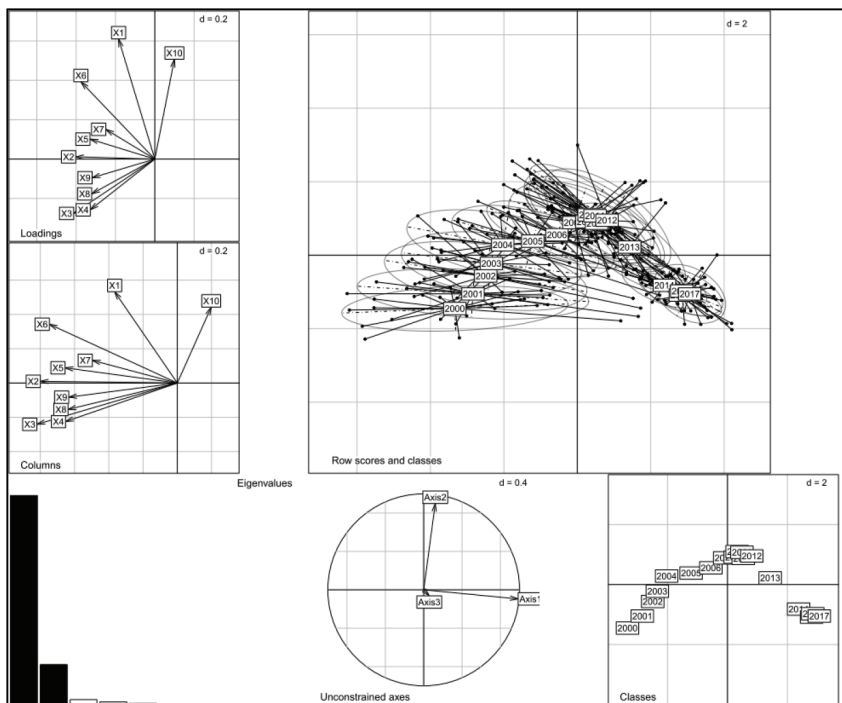 d = 0.2
X1
X10
X6
X7
X5
X2
X9
X8
X3
X4
Loadings
d = 0.2
X1
X10
X6
X7
X5
X2
X9
X8
X3
X4
Columns
d = 2
2012
2006
2005
2004
2013
2003
2002
2001
2017
2000
Row scores and classes
Eigenvalues
d = 0.4
Axis2
Axis3
Unconstrained axes
d = 2
2012
2006
2005
2004
2013
2003
2002
2001
2017
2000
Classes